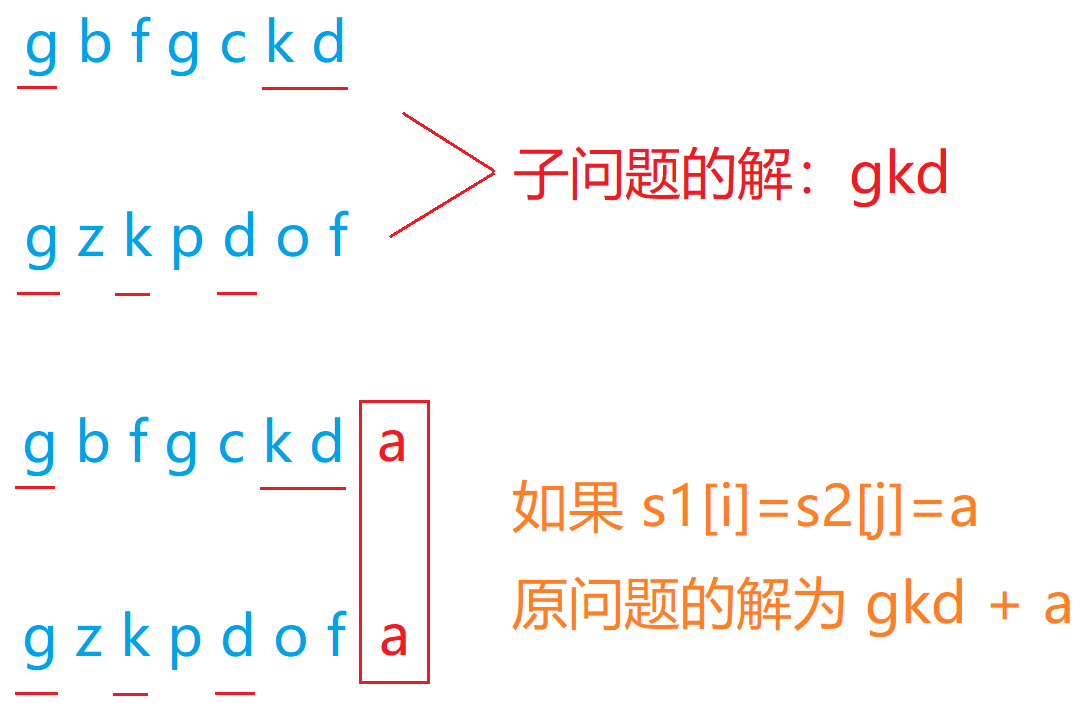 g b f g c k d
子问题的解：gkd
g z k p d o f
g b f g c k d a
如果 s1[i]=s2[j]=a
原问题的解为 gkd + a
g z k p d o f a